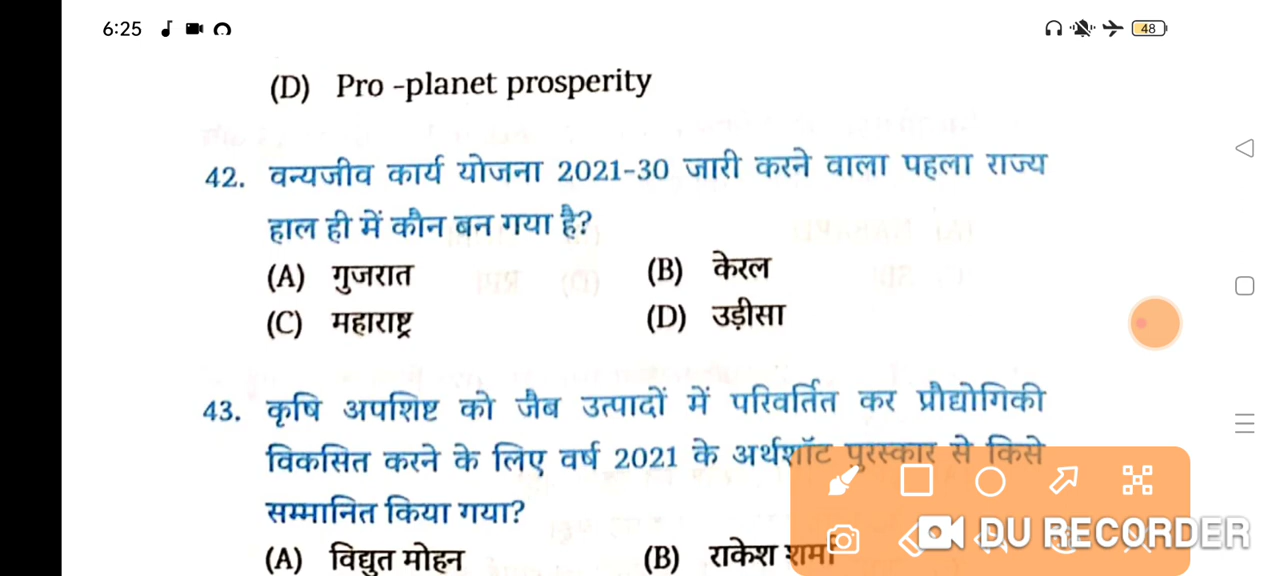 6:25 48
(D) Pro -planet prosperity
42. वन्यजीव कार्य योजना 2021-30 जारी करने वाला पहला राज्य
हाल ही में कौन बन गया है?
(A) गुजरात (B) केरल
(C) महाराष्ट्र (D) उड़ीसा
43. कृषि अपशिष्ट को जैब उत्पादों में परिवर्तित कर प्रौद्योगिकी
विकसित करने के लिए वर्ष 2021 के अर्थशॉट पुरस्कार से किसे
सम्मानित किया गया?
DU RECORDER
(A) विद्युत मोहन (B) राकेश शर्मा